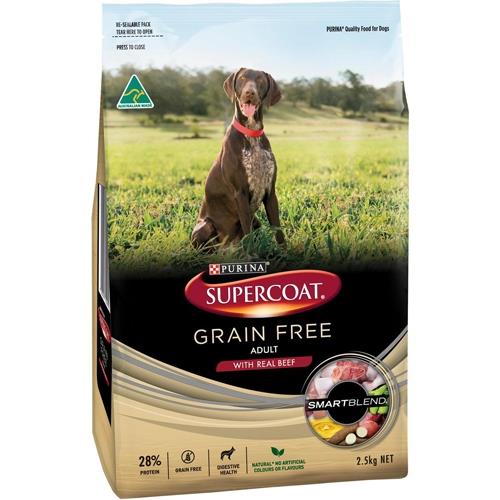 RE-SEALABLE PACK
TEAR HERE TO OPEN
PRESS TO CLOSE
PURINA® Quality Food for Dogs
AUSTRALIAN MADE
PURINA
SUPERCOAT®
GRAIN FREE
ADULT
WITH REAL BEEF
SMARTBLEND®
28%
PROTEIN
GRAIN FREE
DIGESTIVE
HEALTH
NATURAL* NO ARTIFICIAL
COLOURS OR FLAVOURS
2.5kg NET